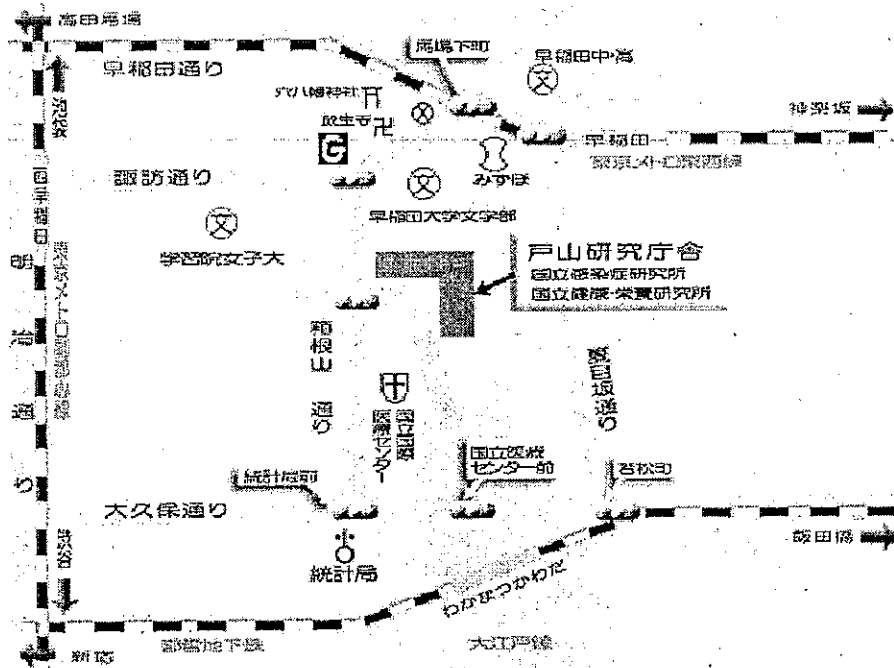 高田馬場
早稲田通り
馬場下町
早稲田中・高
穴八幡神社
放生寺
神楽坂
早稲田
東京メトロ東西線
みずほ
諏訪通り
早稲田大学文学部
学習院女子大
戸山研究庁舎
国立感染症研究所
国立健康・栄養研究所
池袋
西早稲田
明治通り
箱根山通り
国立国際
医療センター
夏目坂通り
統計局前
国立医療
センター前
若松町
大久保通り
統計局
飯田橋
わかまつかわだ
渋谷
新宿
都営地下鉄
大江戸線